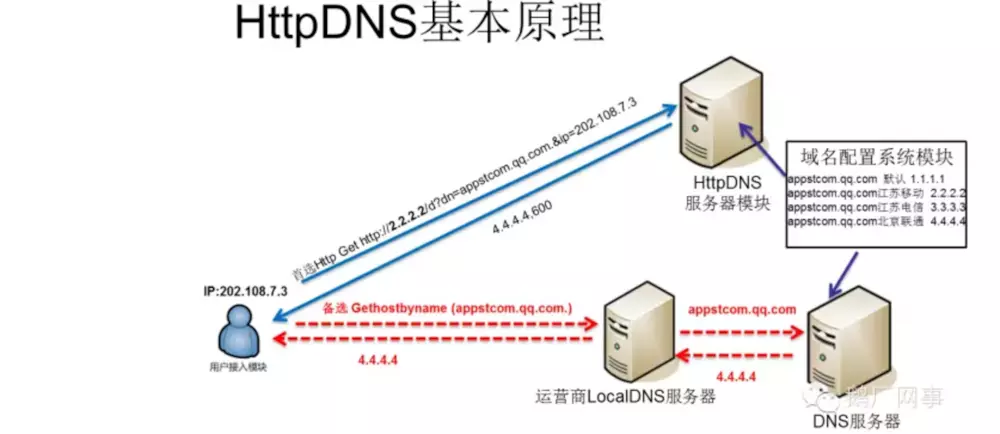 HttpDNS基本原理
首选Http Get http://2.2.2.2/d?dn=appstcom.qq.com.&ip=202.108.7.3
4.4.4.4,600
HttpDNS
服务器模块
域名配置系统模块
appstcom.qq.com 默认 1.1.1.1
appstcom.qq.com江苏移动 2.2.2.2
appstcom.qq.com江苏电信 3.3.3.3
appstcom.qq.com北京联通 4.4.4.4
IP:202.108.7.3
用户接入模块
备选 Gethostbyname (appstcom.qq.com.)
4.4.4.4
appstcom.qq.com
4.4.4.4
运营商LocalDNS服务器
DNS服务器
鹅厂网事